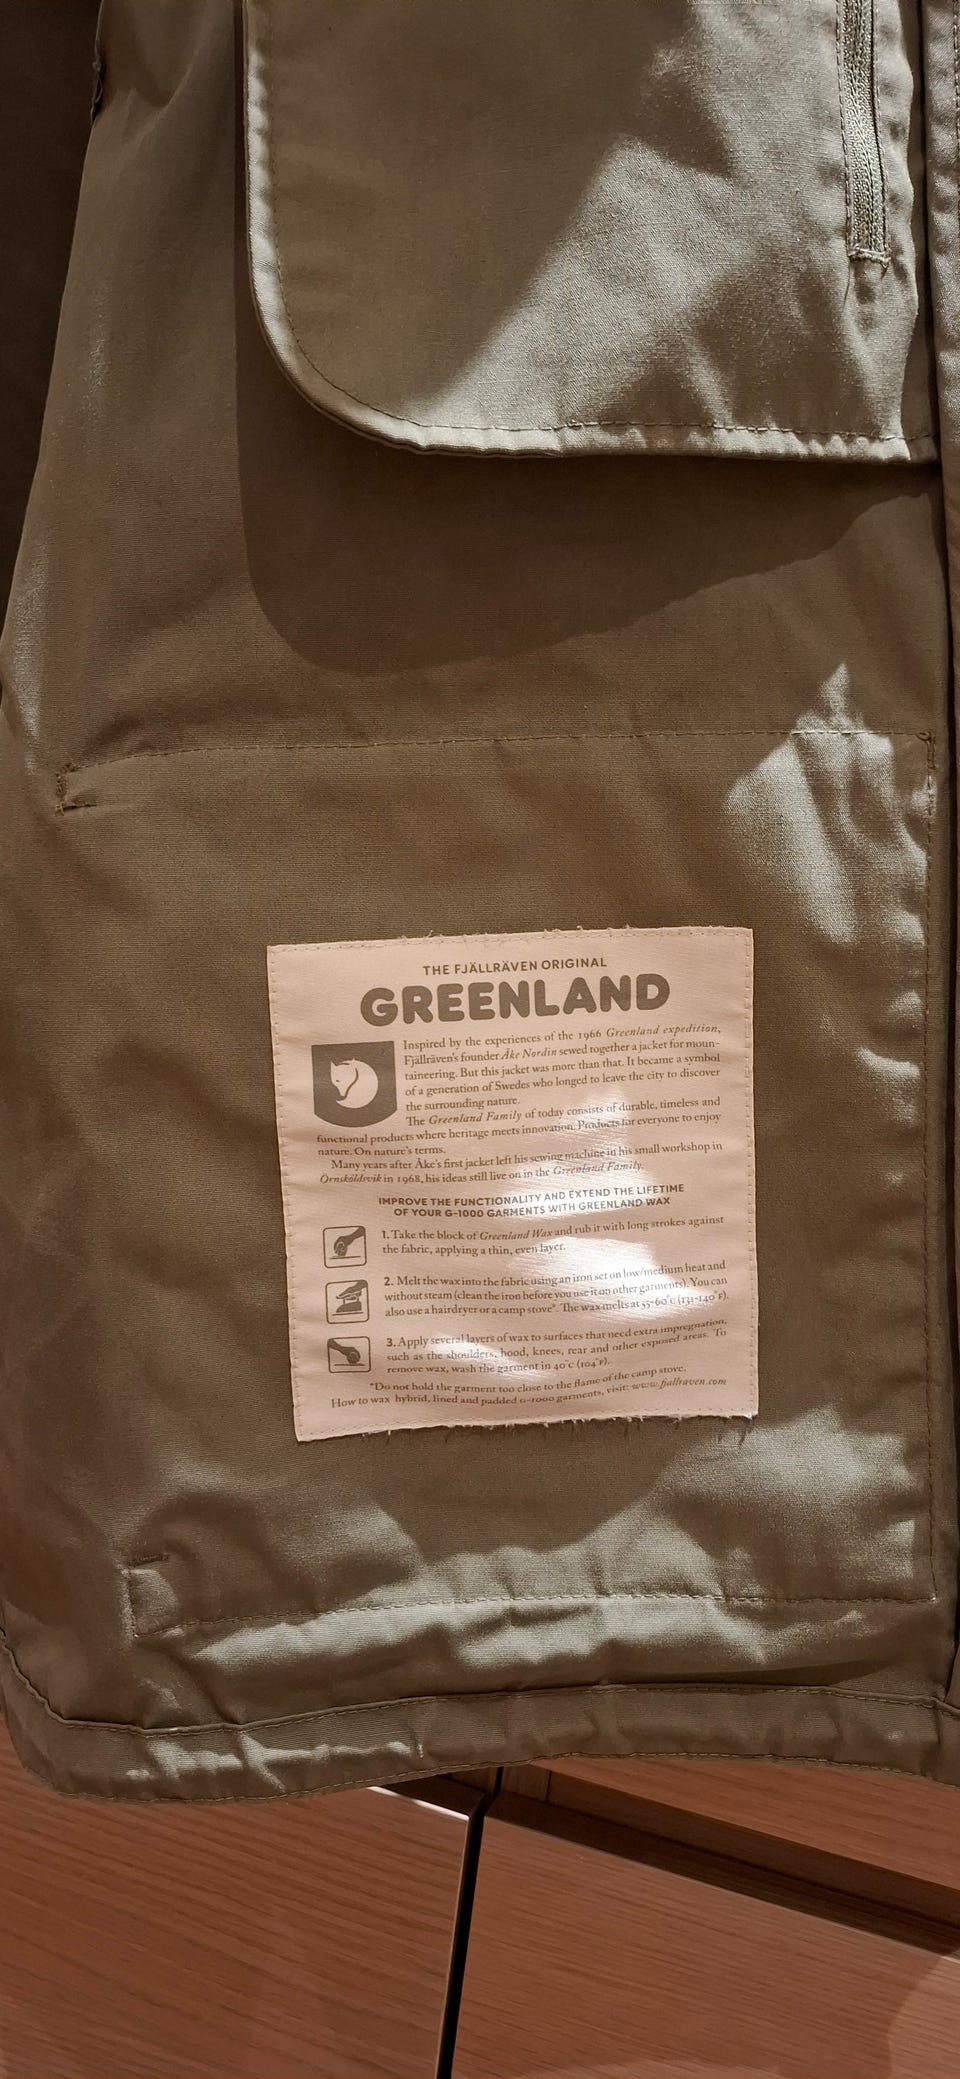 THE FJÄLLRÄVEN ORIGINAL
GREENLAND
Inspired by the experiences of the 1966 Greenland expedition,
Fjällräven's founder Åke Nordin sewed together a jacket for moun-
taineering. But this jacket was more than that. It became a symbol
of a generation of Swedes who longed to leave the city to discover
the surrounding nature.
The Greenland Family of today consists of durable, timeless and
functional products where heritage meets innovation. Products for everyone to enjoy
nature. On nature's terms.
Many years after Åke's first jacket left his sewing machine in his small workshop in
Örnsköldsvik in 1968, his ideas still live on in the Greenland Family.
IMPROVE THE FUNCTIONALITY AND EXTEND THE LIFETIME
OF YOUR G-1000 GARMENTS WITH GREENLAND WAX
1. Take the block of Greenland Wax and rub it with long strokes against
the fabric, applying a thin, even layer.
2. Melt the wax into the fabric using an iron set on low/medium heat and
without steam (clean the iron before you use it on other garments). You can
also use a hairdryer or a camp stove*. The wax melts at 55-60°C (131-140°F).
3. Apply several layers of wax to surfaces that need extra impregnation,
such as the shoulders, hood, knees, rear and other exposed areas. To
remove wax, wash the garment in 40°C (104°F).
*Do not hold the garment too close to the flame of the camp stove.
How to wax hybrid, lined and padded G-1000 garments, visit: www.fjallraven.com